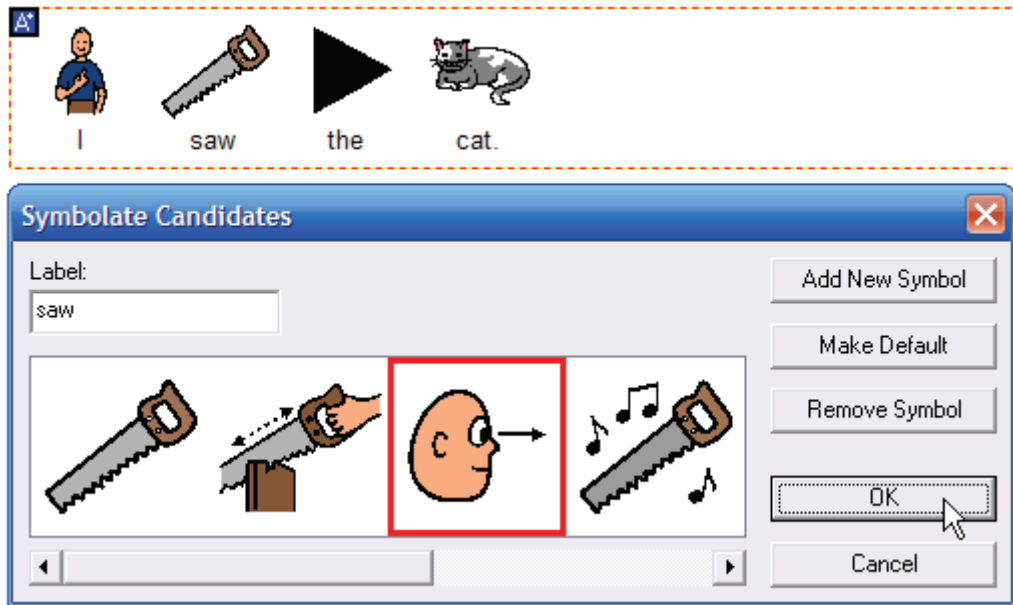 A+
I saw the cat.
Symbolate Candidates
Label:
saw
Add New Symbol
Make Default
Remove Symbol
OK
Cancel